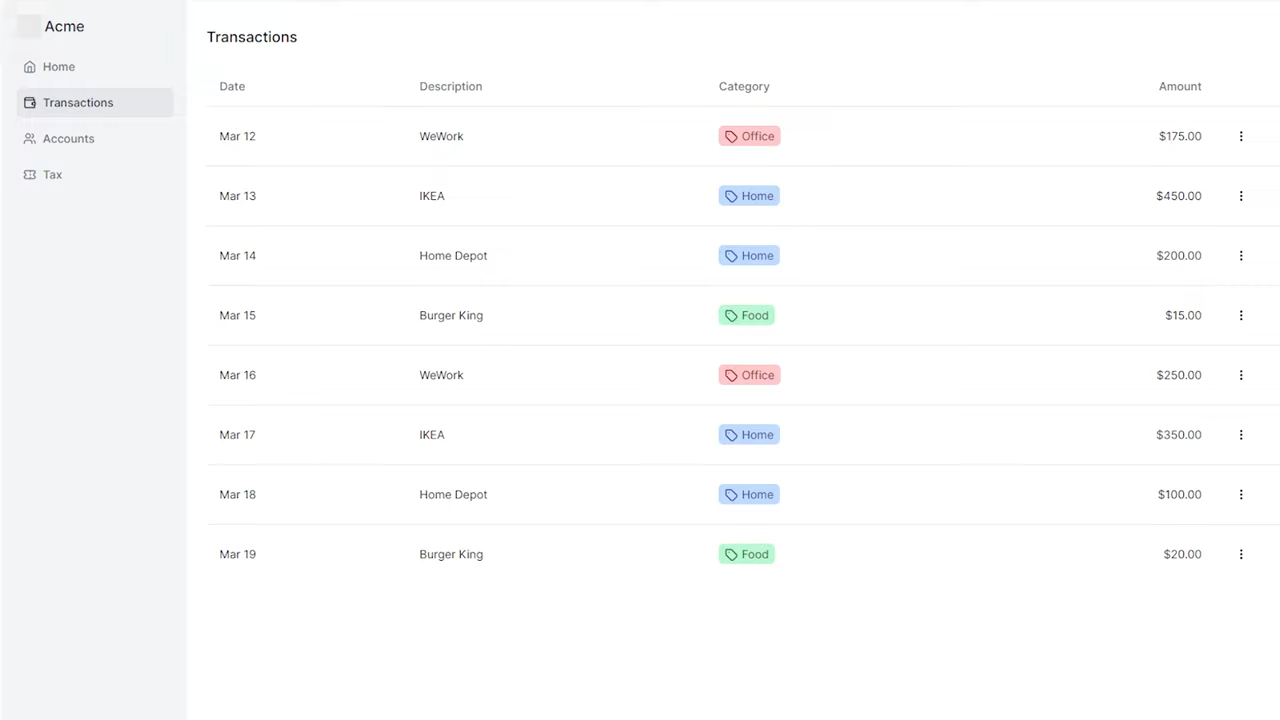 Acme
Home
Transactions
Accounts
Tax
Transactions
Date Description Category Amount
Mar 12 WeWork Office $175.00
Mar 13 IKEA Home $450.00
Mar 14 Home Depot Home $200.00
Mar 15 Burger King Food $15.00
Mar 16 WeWork Office $250.00
Mar 17 IKEA Home $350.00
Mar 18 Home Depot Home $100.00
Mar 19 Burger King Food $20.00